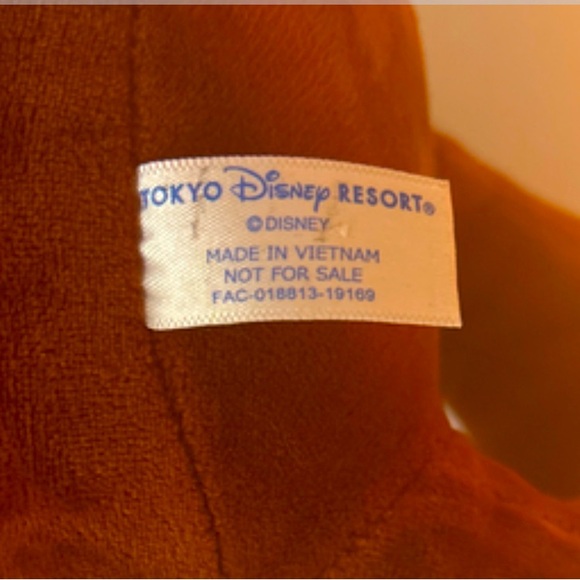 TOKYO Disney RESORT®
©DISNEY
MADE IN VIETNAM
NOT FOR SALE
FAC-018813-19169